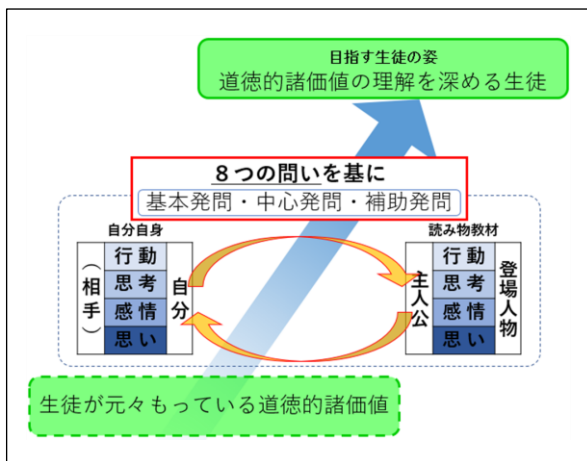 目指す生徒の姿
道徳的諸価値の理解を深める生徒
８つの問いを基に
基本発問・中心発問・補助発問
自分自身
（相手）
行動
思考
感情
思い
自分
読み物教材
主人公
行動
思考
感情
思い
登場人物
生徒が元々もっている道徳的諸価値